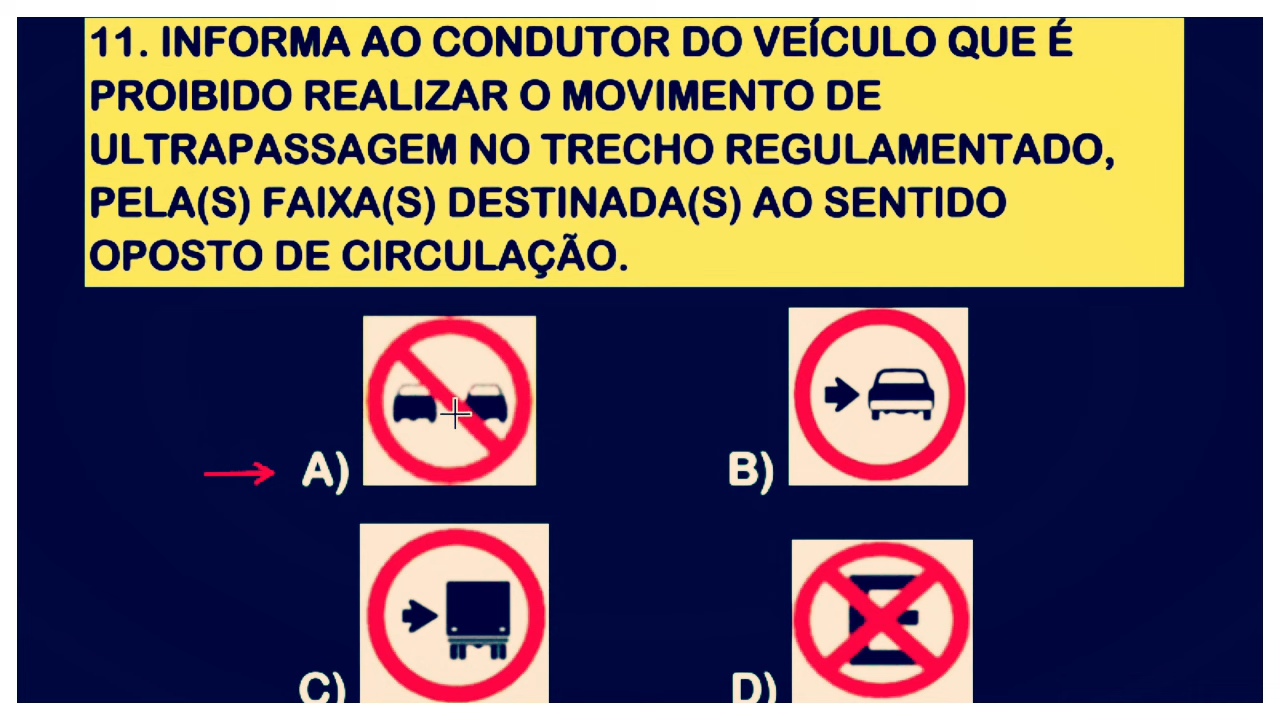 11. INFORMA AO CONDUTOR DO VEÍCULO QUE É
PROIBIDO REALIZAR O MOVIMENTO DE
ULTRAPASSAGEM NO TRECHO REGULAMENTADO,
PELA(S) FAIXA(S) DESTINADA(S) AO SENTIDO
OPOSTO DE CIRCULAÇÃO.
A)
B)
C)
E
D)